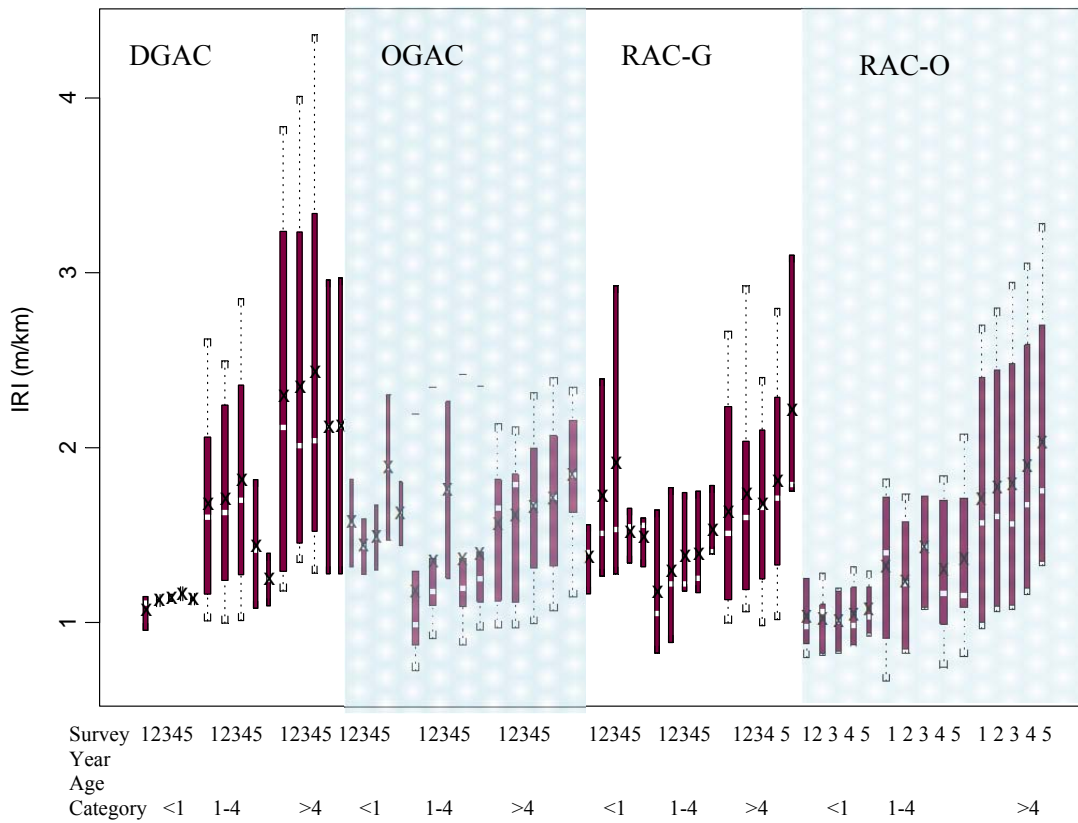 DGAC OGAC RAC-G RAC-O
4
3
2
1
IRI (m/km)
Survey 12345 12345 12345 12345 12345 12345 12345 12345 1234 5 12 3 4 5 1 2 3 4 5 1 2 3 4 5
Year
Age
Category <1 1-4 >4 <1 1-4 >4 <1 1-4 >4 <1 1-4 >4